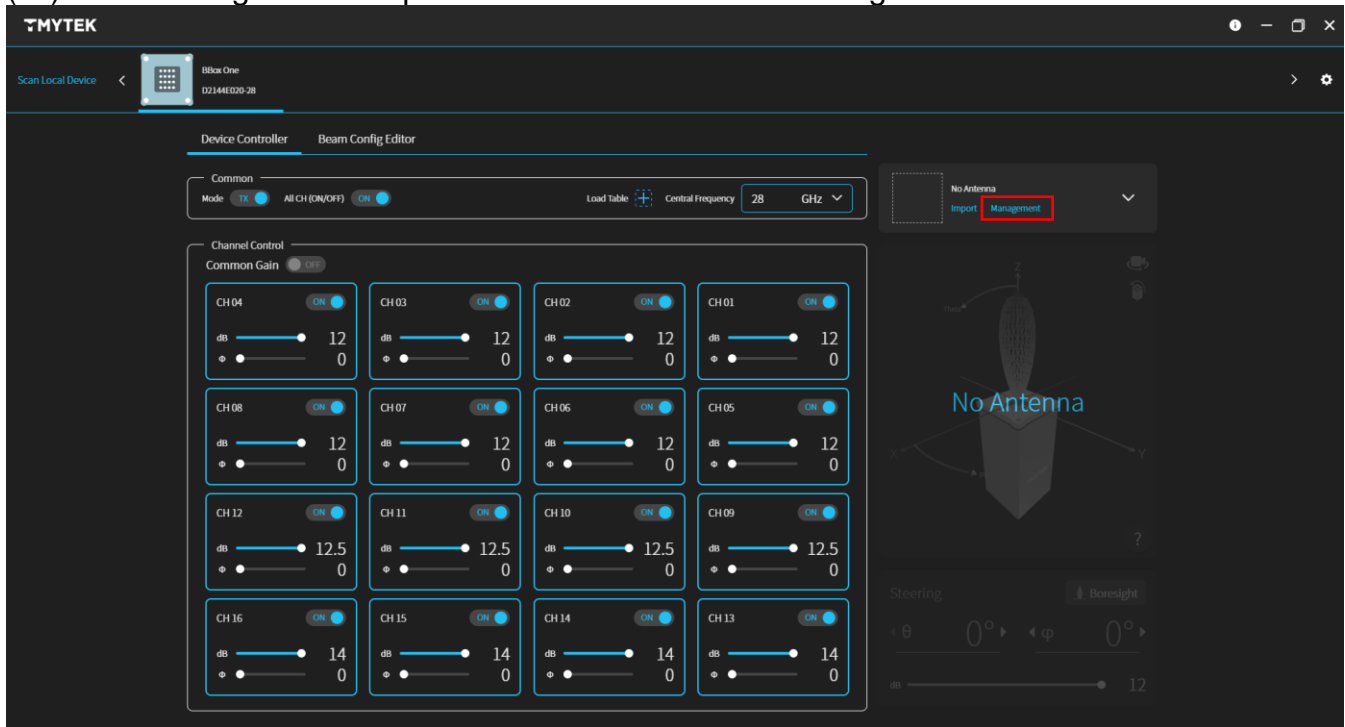 TMYTEK
Scan Local Device
BBox One
D2144E020-28
Device Controller Beam Config Editor
Common
Mode TX All CH (ON/OFF) ON Load Table Central Frequency 28 GHz
No Antenna
Import Management
Channel Control
Common Gain OFF
CH 04 ON CH 03 ON CH 02 ON CH 01 ON
dB 12 dB 12 dB 12 dB 12
Φ 0 Φ 0 Φ 0 Φ 0
CH 08 ON CH 07 ON CH 06 ON CH 05 ON
dB 12 dB 12 dB 12 dB 12
Φ 0 Φ 0 Φ 0 Φ 0
CH 12 ON CH 11 ON CH 10 ON CH 09 ON
dB 12.5 dB 12.5 dB 12.5 dB 12.5
Φ 0 Φ 0 Φ 0 Φ 0
CH 16 ON CH 15 ON CH 14 ON CH 13 ON
dB 14 dB 14 dB 14 dB 14
Φ 0 Φ 0 Φ 0 Φ 0
Z
No Antenna
X Y
?
Steering Boresight
θ 0° φ 0°
dB 12